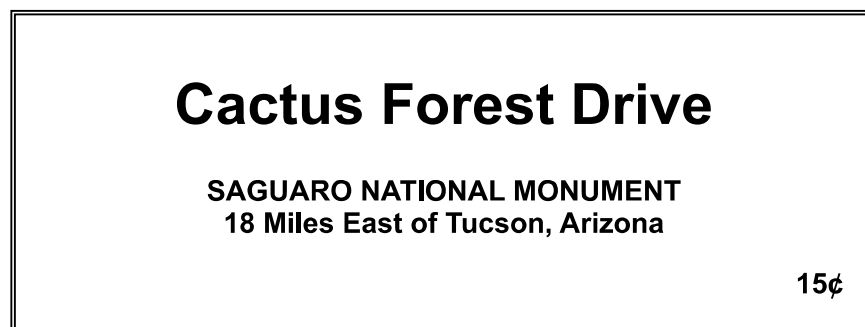 Cactus Forest Drive
SAGUARO NATIONAL MONUMENT
18 Miles East of Tucson, Arizona
15¢